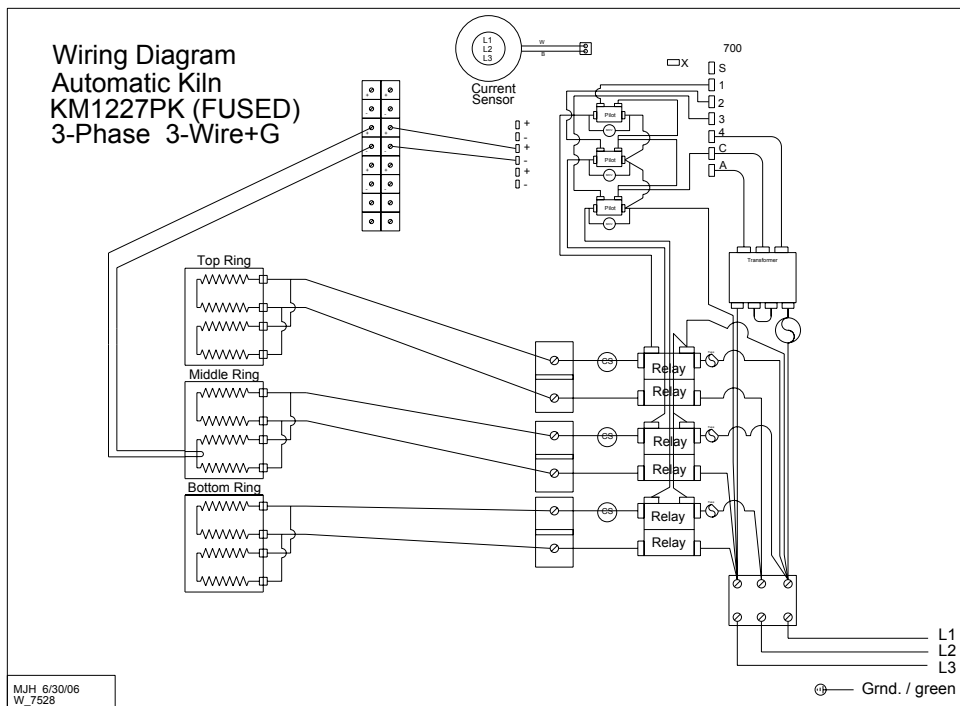 Wiring Diagram
Automatic Kiln
KM1227PK (FUSED)
3-Phase 3-Wire+G
L1
L2
L3
W
B
Current
Sensor
700
X
S
1
2
3
4
C
A
+ +
- -
+ +
- -
+ +
- -
+
-
+
-
+
-
Pilot
Pilot
Pilot
Transformer
Top Ring
CS
Relay
Relay
Middle Ring
CS
Relay
Relay
Bottom Ring
CS
Relay
Relay
L1
L2
L3
Grnd. / green
MJH 6/30/06
W_7528